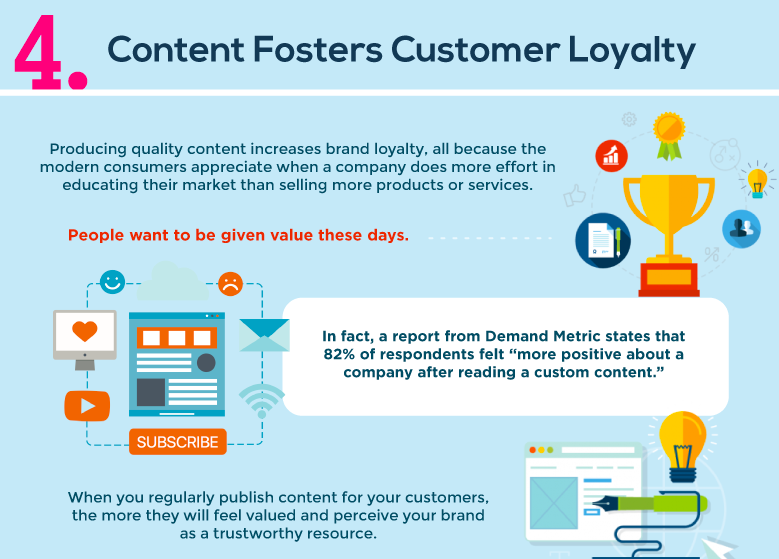 4. Content Fosters Customer Loyalty
Producing quality content increases brand loyalty, all because the
modern consumers appreciate when a company does more effort in
educating their market than selling more products or services.
People want to be given value these days.
In fact, a report from Demand Metric states that
82% of respondents felt “more positive about a
company after reading a custom content.”
SUBSCRIBE
When you regularly publish content for your customers,
the more they will feel valued and perceive your brand
as a trustworthy resource.